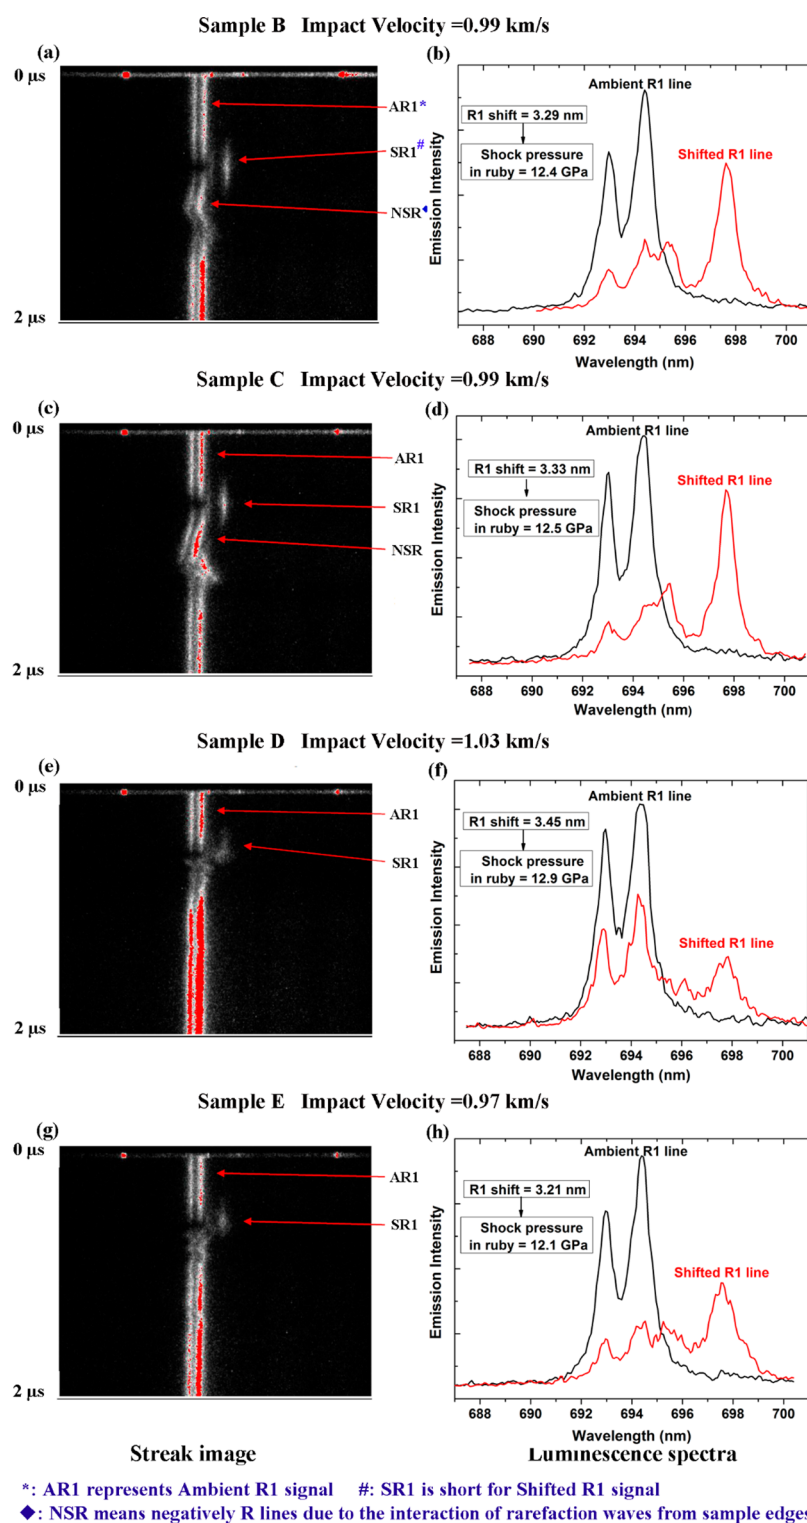 Sample B Impact Velocity =0.99 km/s
(a)
0 μs
AR1*
SR1#
NSR◆
2 μs
(b)
Ambient R1 line
R1 shift = 3.29 nm
Shock pressure
in ruby = 12.4 GPa
Shifted R1 line
Emission Intensity
688 690 692 694 696 698 700
Wavelength (nm)
Sample C Impact Velocity =0.99 km/s
(c)
0 μs
AR1
SR1
NSR
2 μs
(d)
Ambient R1 line
R1 shift = 3.33 nm
Shock pressure
in ruby = 12.5 GPa
Shifted R1 line
Emission Intensity
688 690 692 694 696 698 700
Wavelength (nm)
Sample D Impact Velocity =1.03 km/s
(e)
0 μs
AR1
SR1
2 μs
(f)
Ambient R1 line
R1 shift = 3.45 nm
Shock pressure
in ruby = 12.9 GPa
Shifted R1 line
Emission Intensity
688 690 692 694 696 698 700
Wavelength (nm)
Sample E Impact Velocity =0.97 km/s
(g)
0 μs
AR1
SR1
2 μs
(h)
Ambient R1 line
R1 shift = 3.21 nm
Shock pressure
in ruby = 12.1 GPa
Shifted R1 line
Emission Intensity
690 692 694 696 698 700
Wavelength (nm)
Streak image
Luminescence spectra
*: AR1 represents Ambient R1 signal #: SR1 is short for Shifted R1 signal
◆: NSR means negatively R lines due to the interaction of rarefaction waves from sample edges